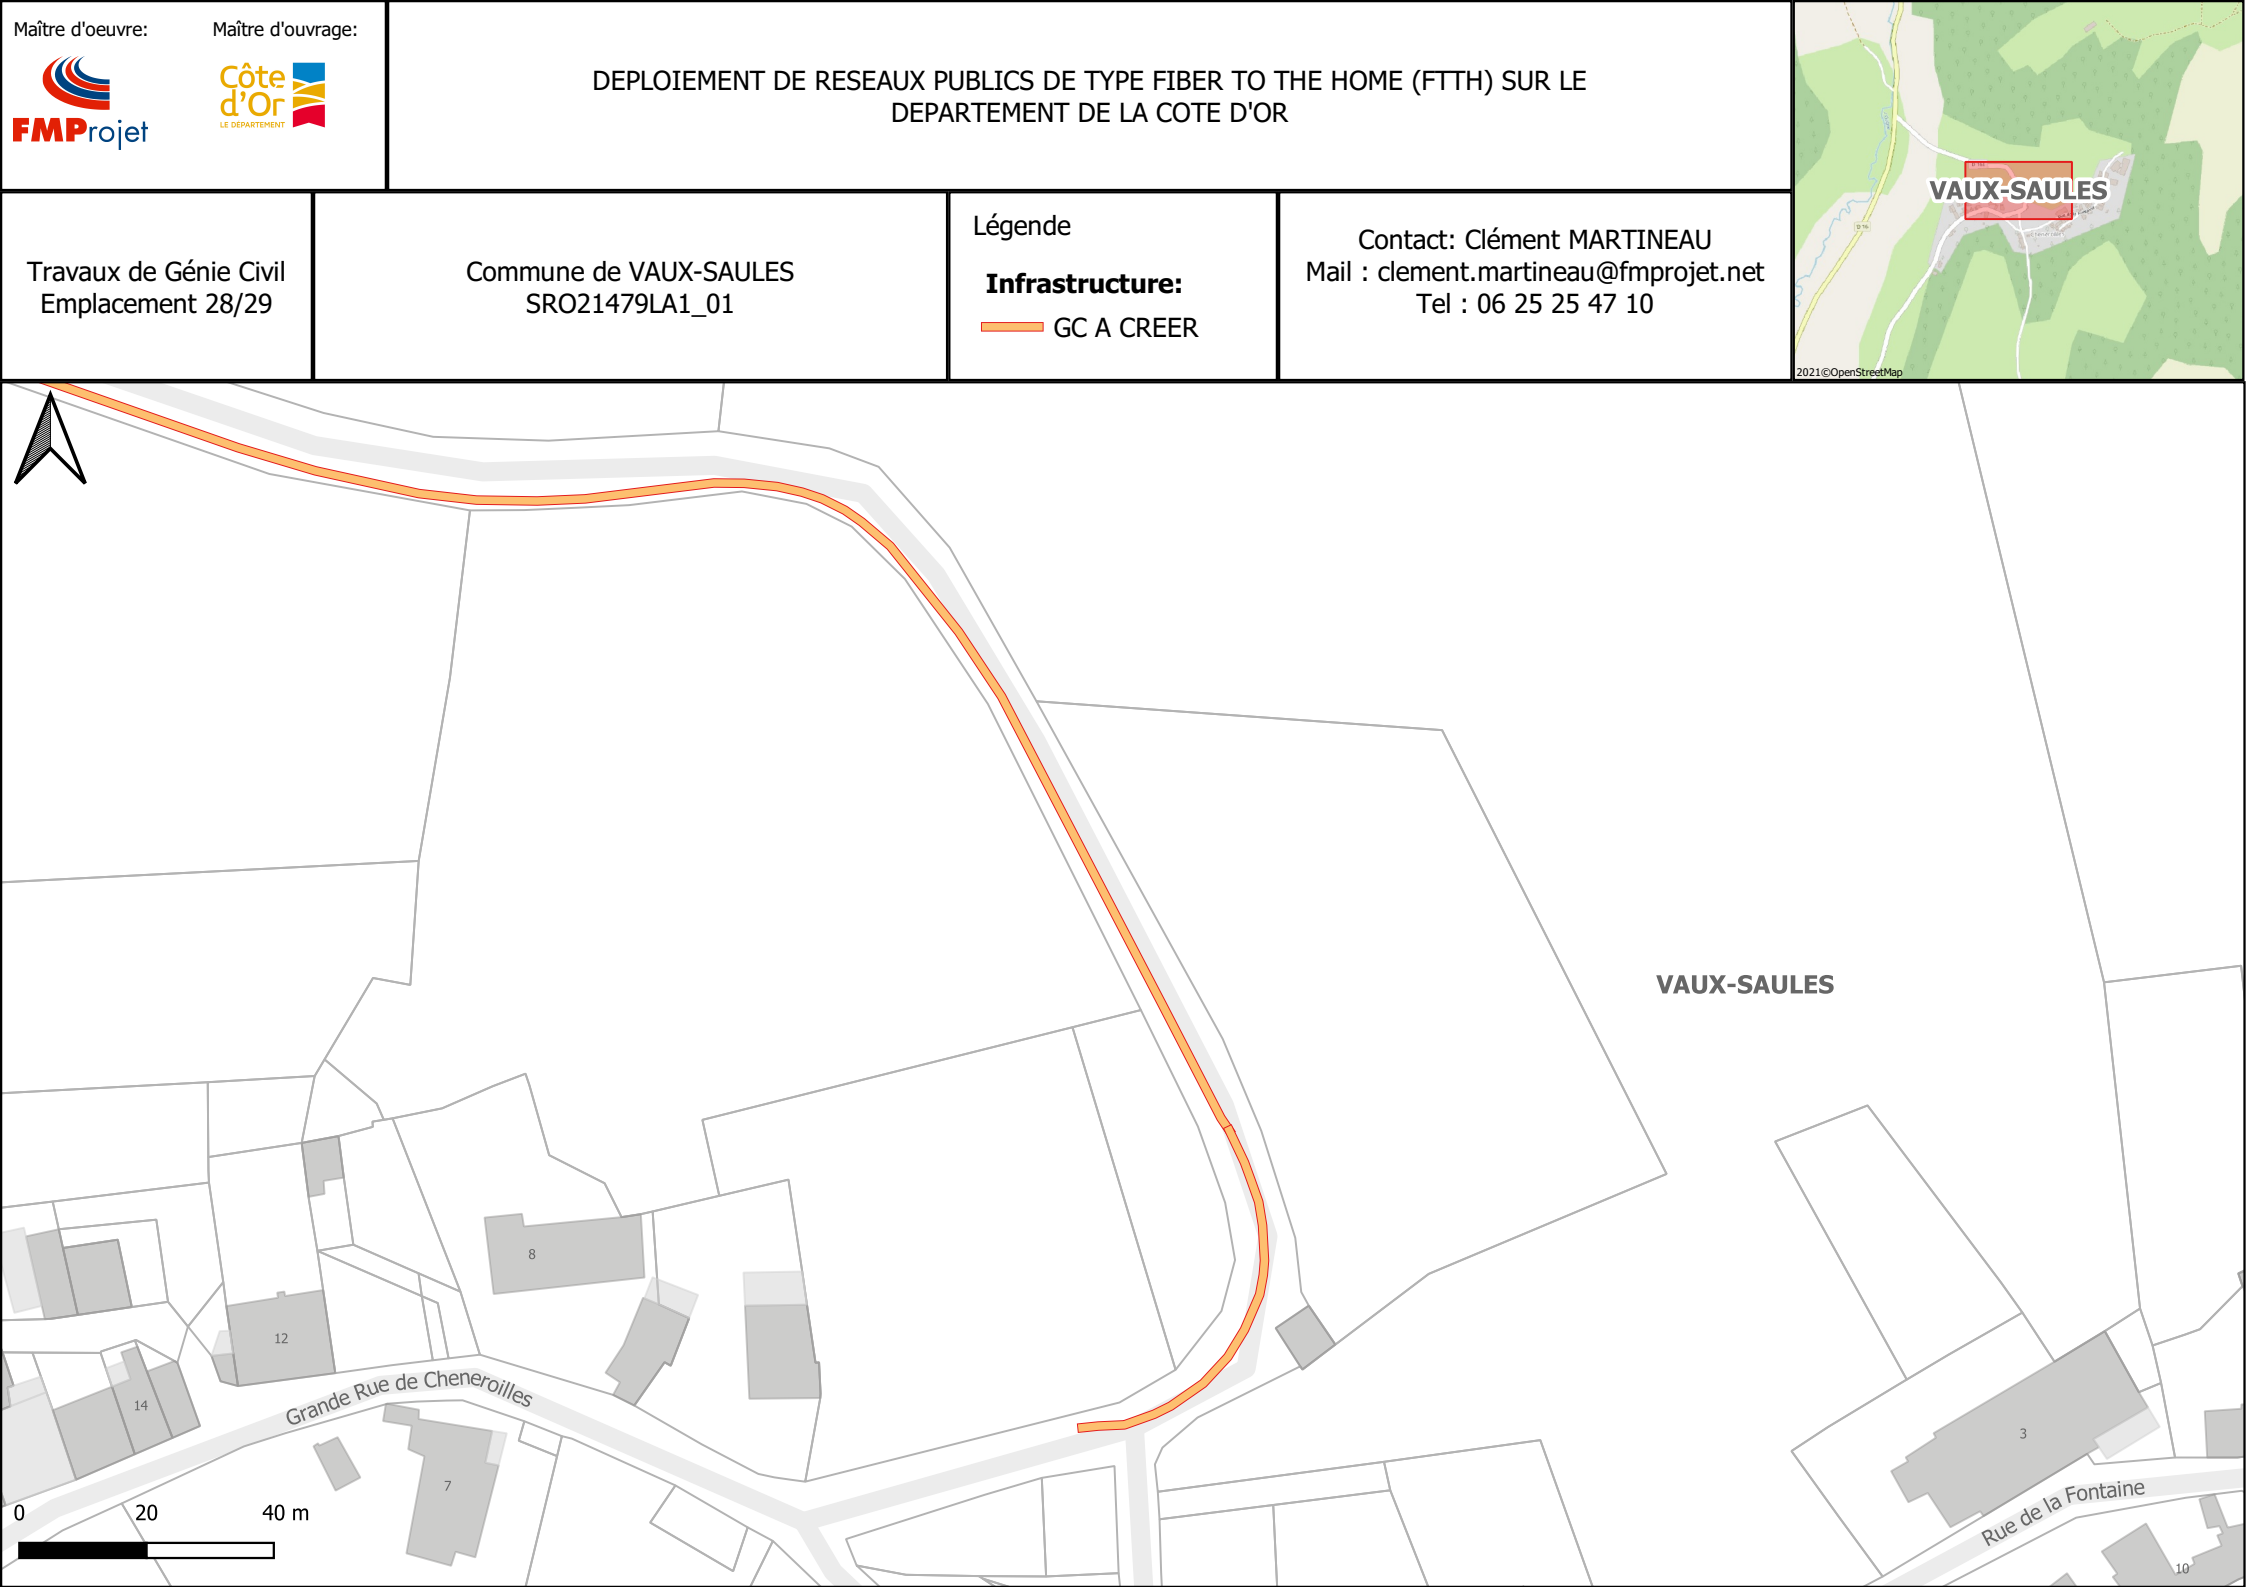 Maître d'oeuvre:
Maître d'ouvrage:
FMProjet
Côte
d'Or
LE DÉPARTEMENT
DEPLOIEMENT DE RESEAUX PUBLICS DE TYPE FIBER TO THE HOME (FTTH) SUR LE
DEPARTEMENT DE LA COTE D'OR
Travaux de Génie Civil
Emplacement 28/29
Commune de VAUX-SAULES
SRO21479LA1_01
Légende
Infrastructure:
GC A CREER
Contact: Clément MARTINEAU
Mail : clement.martineau@fmprojet.net
Tel : 06 25 25 47 10
VAUX-SAULES
2021©OpenStreetMap
VAUX-SAULES
8
12
14
7
Grande Rue de Cheneroilles
3
Rue de la Fontaine
10
0 20 40 m